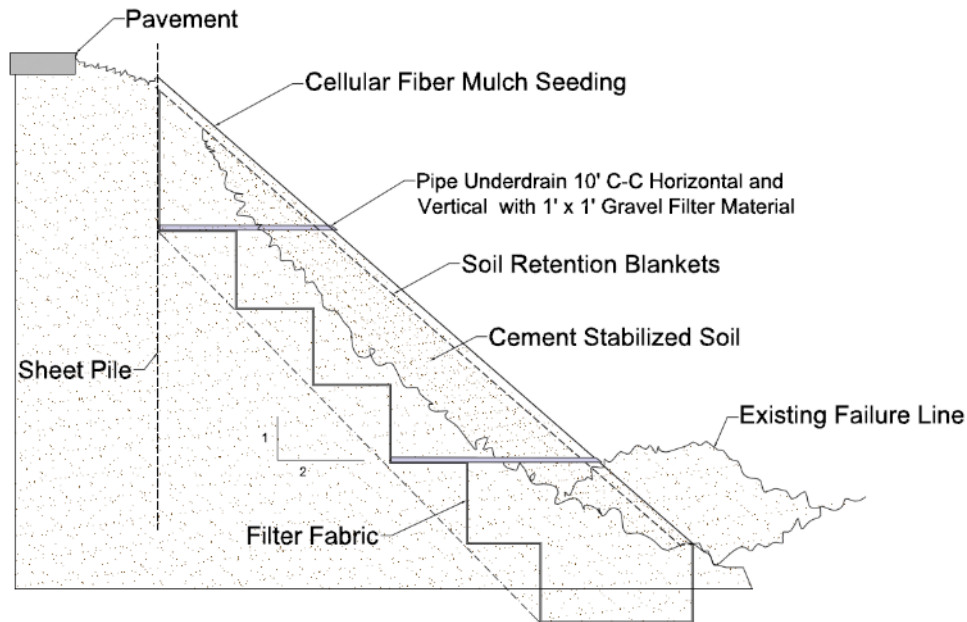 Pavement
Cellular Fiber Mulch Seeding
Pipe Underdrain 10' C-C Horizontal and
Vertical with 1' x 1' Gravel Filter Material
Soil Retention Blankets
Cement Stabilized Soil
Sheet Pile
Existing Failure Line
1
2
Filter Fabric